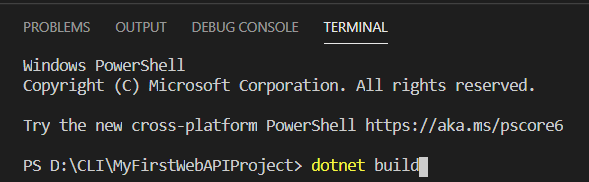 PROBLEMS OUTPUT DEBUG CONSOLE TERMINAL
Windows PowerShell
Copyright (C) Microsoft Corporation. All rights reserved.
Try the new cross-platform PowerShell https://aka.ms/pscore6
PS D:\CLI\MyFirstWebAPIProject> dotnet build